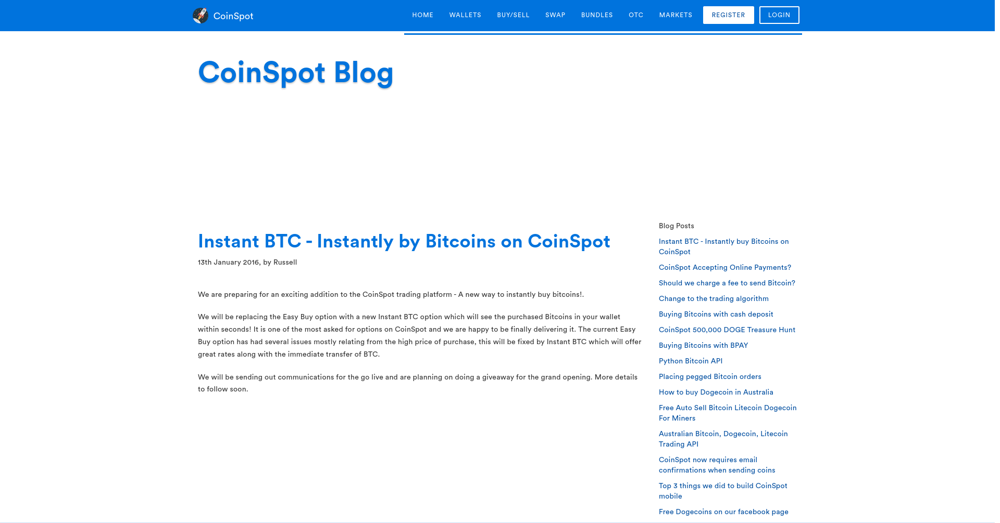 CoinSpot
HOME
WALLETS
BUY/SELL
SWAP
BUNDLES
OTC
MARKETS
REGISTER
LOGIN
CoinSpot Blog
Instant BTC - Instantly by Bitcoins on CoinSpot
13th January 2016, by Russell
We are preparing for an exciting addition to the CoinSpot trading platform - A new way to instantly buy bitcoins!.
We will be replacing the Easy Buy option with a new Instant BTC option which will see the purchased Bitcoins in your wallet
within seconds! It is one of the most asked for options on CoinSpot and we are happy to be finally delivering it. The current Easy
Buy option has had several issues mostly relating from the high price of purchase, this will be fixed by Instant BTC which will offer
great rates along with the immediate transfer of BTC.
We will be sending out communications for the go live and are planning on doing a giveaway for the grand opening. More details
to follow soon.
Blog Posts
Instant BTC - Instantly buy Bitcoins on
CoinSpot
CoinSpot Accepting Online Payments?
Should we charge a fee to send Bitcoin?
Change to the trading algorithm
Buying Bitcoins with cash deposit
CoinSpot 500,000 DOGE Treasure Hunt
Buying Bitcoins with BPAY
Python Bitcoin API
Placing pegged Bitcoin orders
How to buy Dogecoin in Australia
Free Auto Sell Bitcoin Litecoin Dogecoin
For Miners
Australian Bitcoin, Dogecoin, Litecoin
Trading API
CoinSpot now requires email
confirmations when sending coins
Top 3 things we did to build CoinSpot
mobile
Free Dogecoins on our facebook page